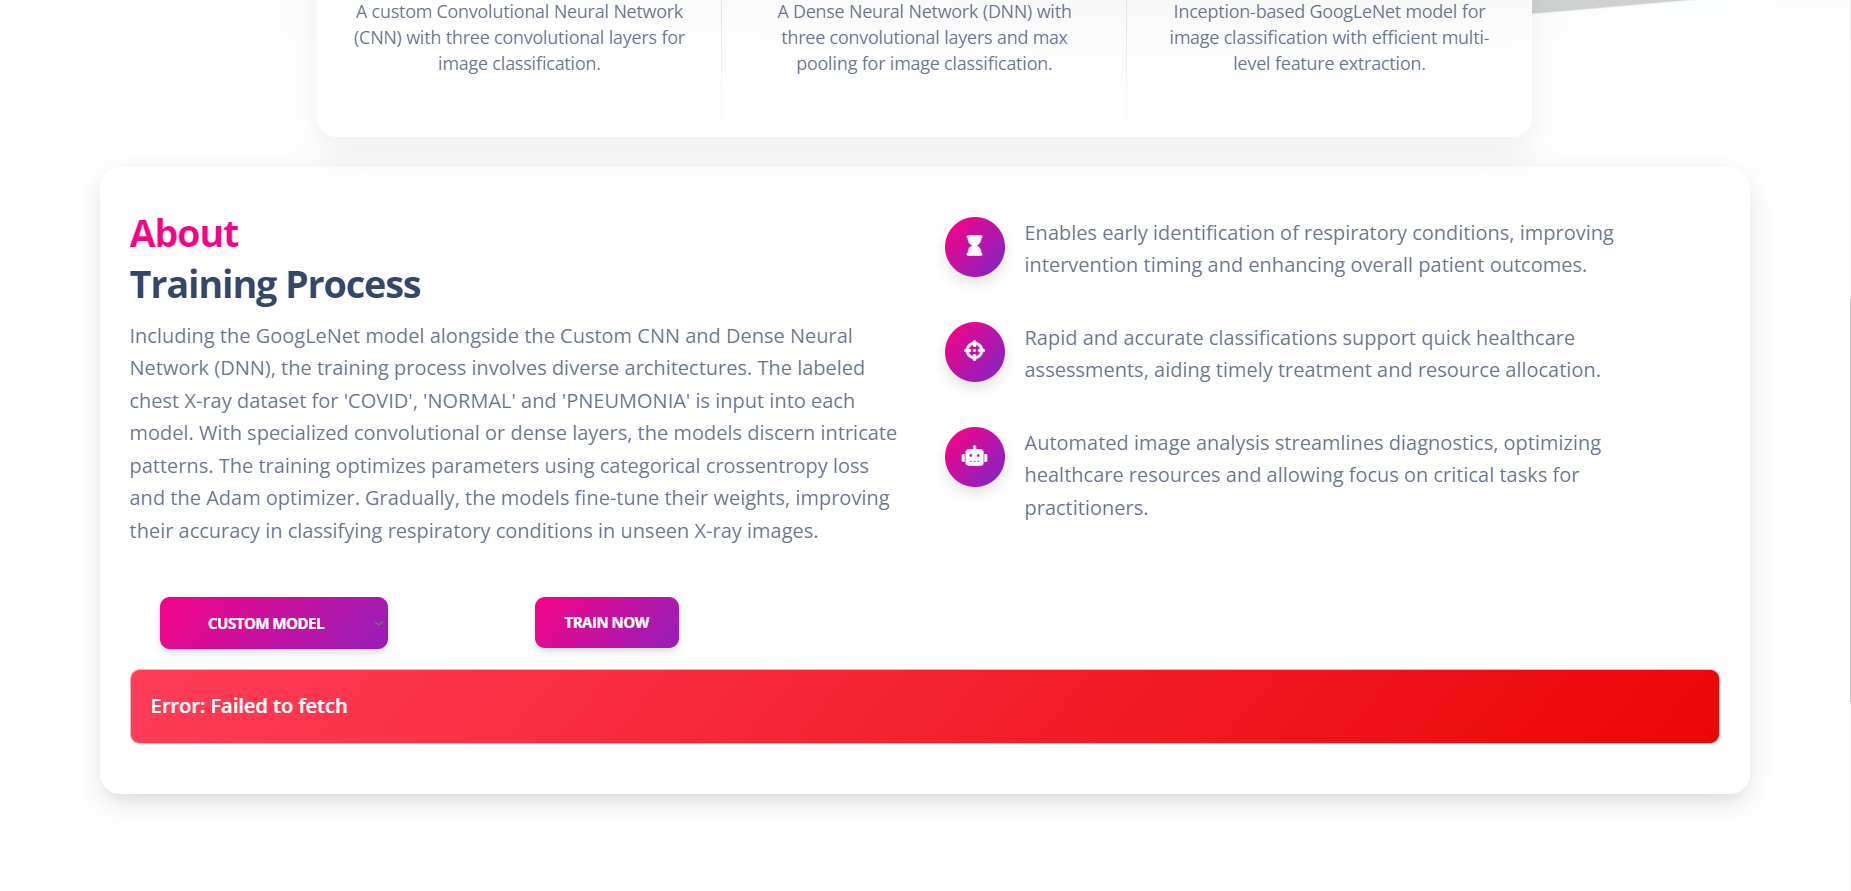 A custom Convolutional Neural Network
(CNN) with three convolutional layers for
image classification.
A Dense Neural Network (DNN) with
three convolutional layers and max
pooling for image classification.
Inception-based GoogLeNet model for
image classification with efficient multi-
level feature extraction.
About
Training Process
Including the GoogLeNet model alongside the Custom CNN and Dense Neural
Network (DNN), the training process involves diverse architectures. The labeled
chest X-ray dataset for 'COVID', 'NORMAL' and 'PNEUMONIA' is input into each
model. With specialized convolutional or dense layers, the models discern intricate
patterns. The training optimizes parameters using categorical crossentropy loss
and the Adam optimizer. Gradually, the models fine-tune their weights, improving
their accuracy in classifying respiratory conditions in unseen X-ray images.
Enables early identification of respiratory conditions, improving
intervention timing and enhancing overall patient outcomes.
Rapid and accurate classifications support quick healthcare
assessments, aiding timely treatment and resource allocation.
Automated image analysis streamlines diagnostics, optimizing
healthcare resources and allowing focus on critical tasks for
practitioners.
CUSTOM MODEL
TRAIN NOW
Error: Failed to fetch